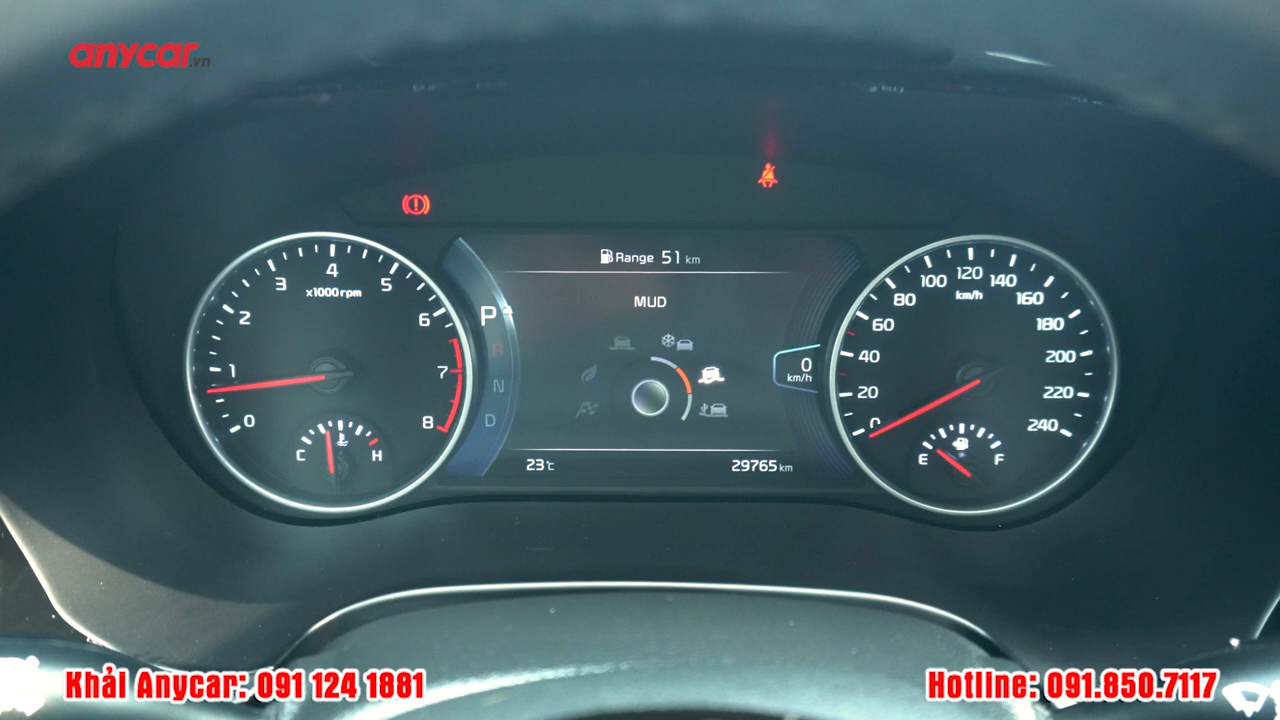 anycar.vn
Range 51 km
MUD
0 1 2 3 4 5 6 7 8
x1000rpm
C H
P
R
N
D
0
km/h
0 20 40 60 80 100 120 140 160 180 200 220 240
km/h
E F
23°C
29765 km
Khải Anycar: 091 124 1881
Hotline: 091.850.7117